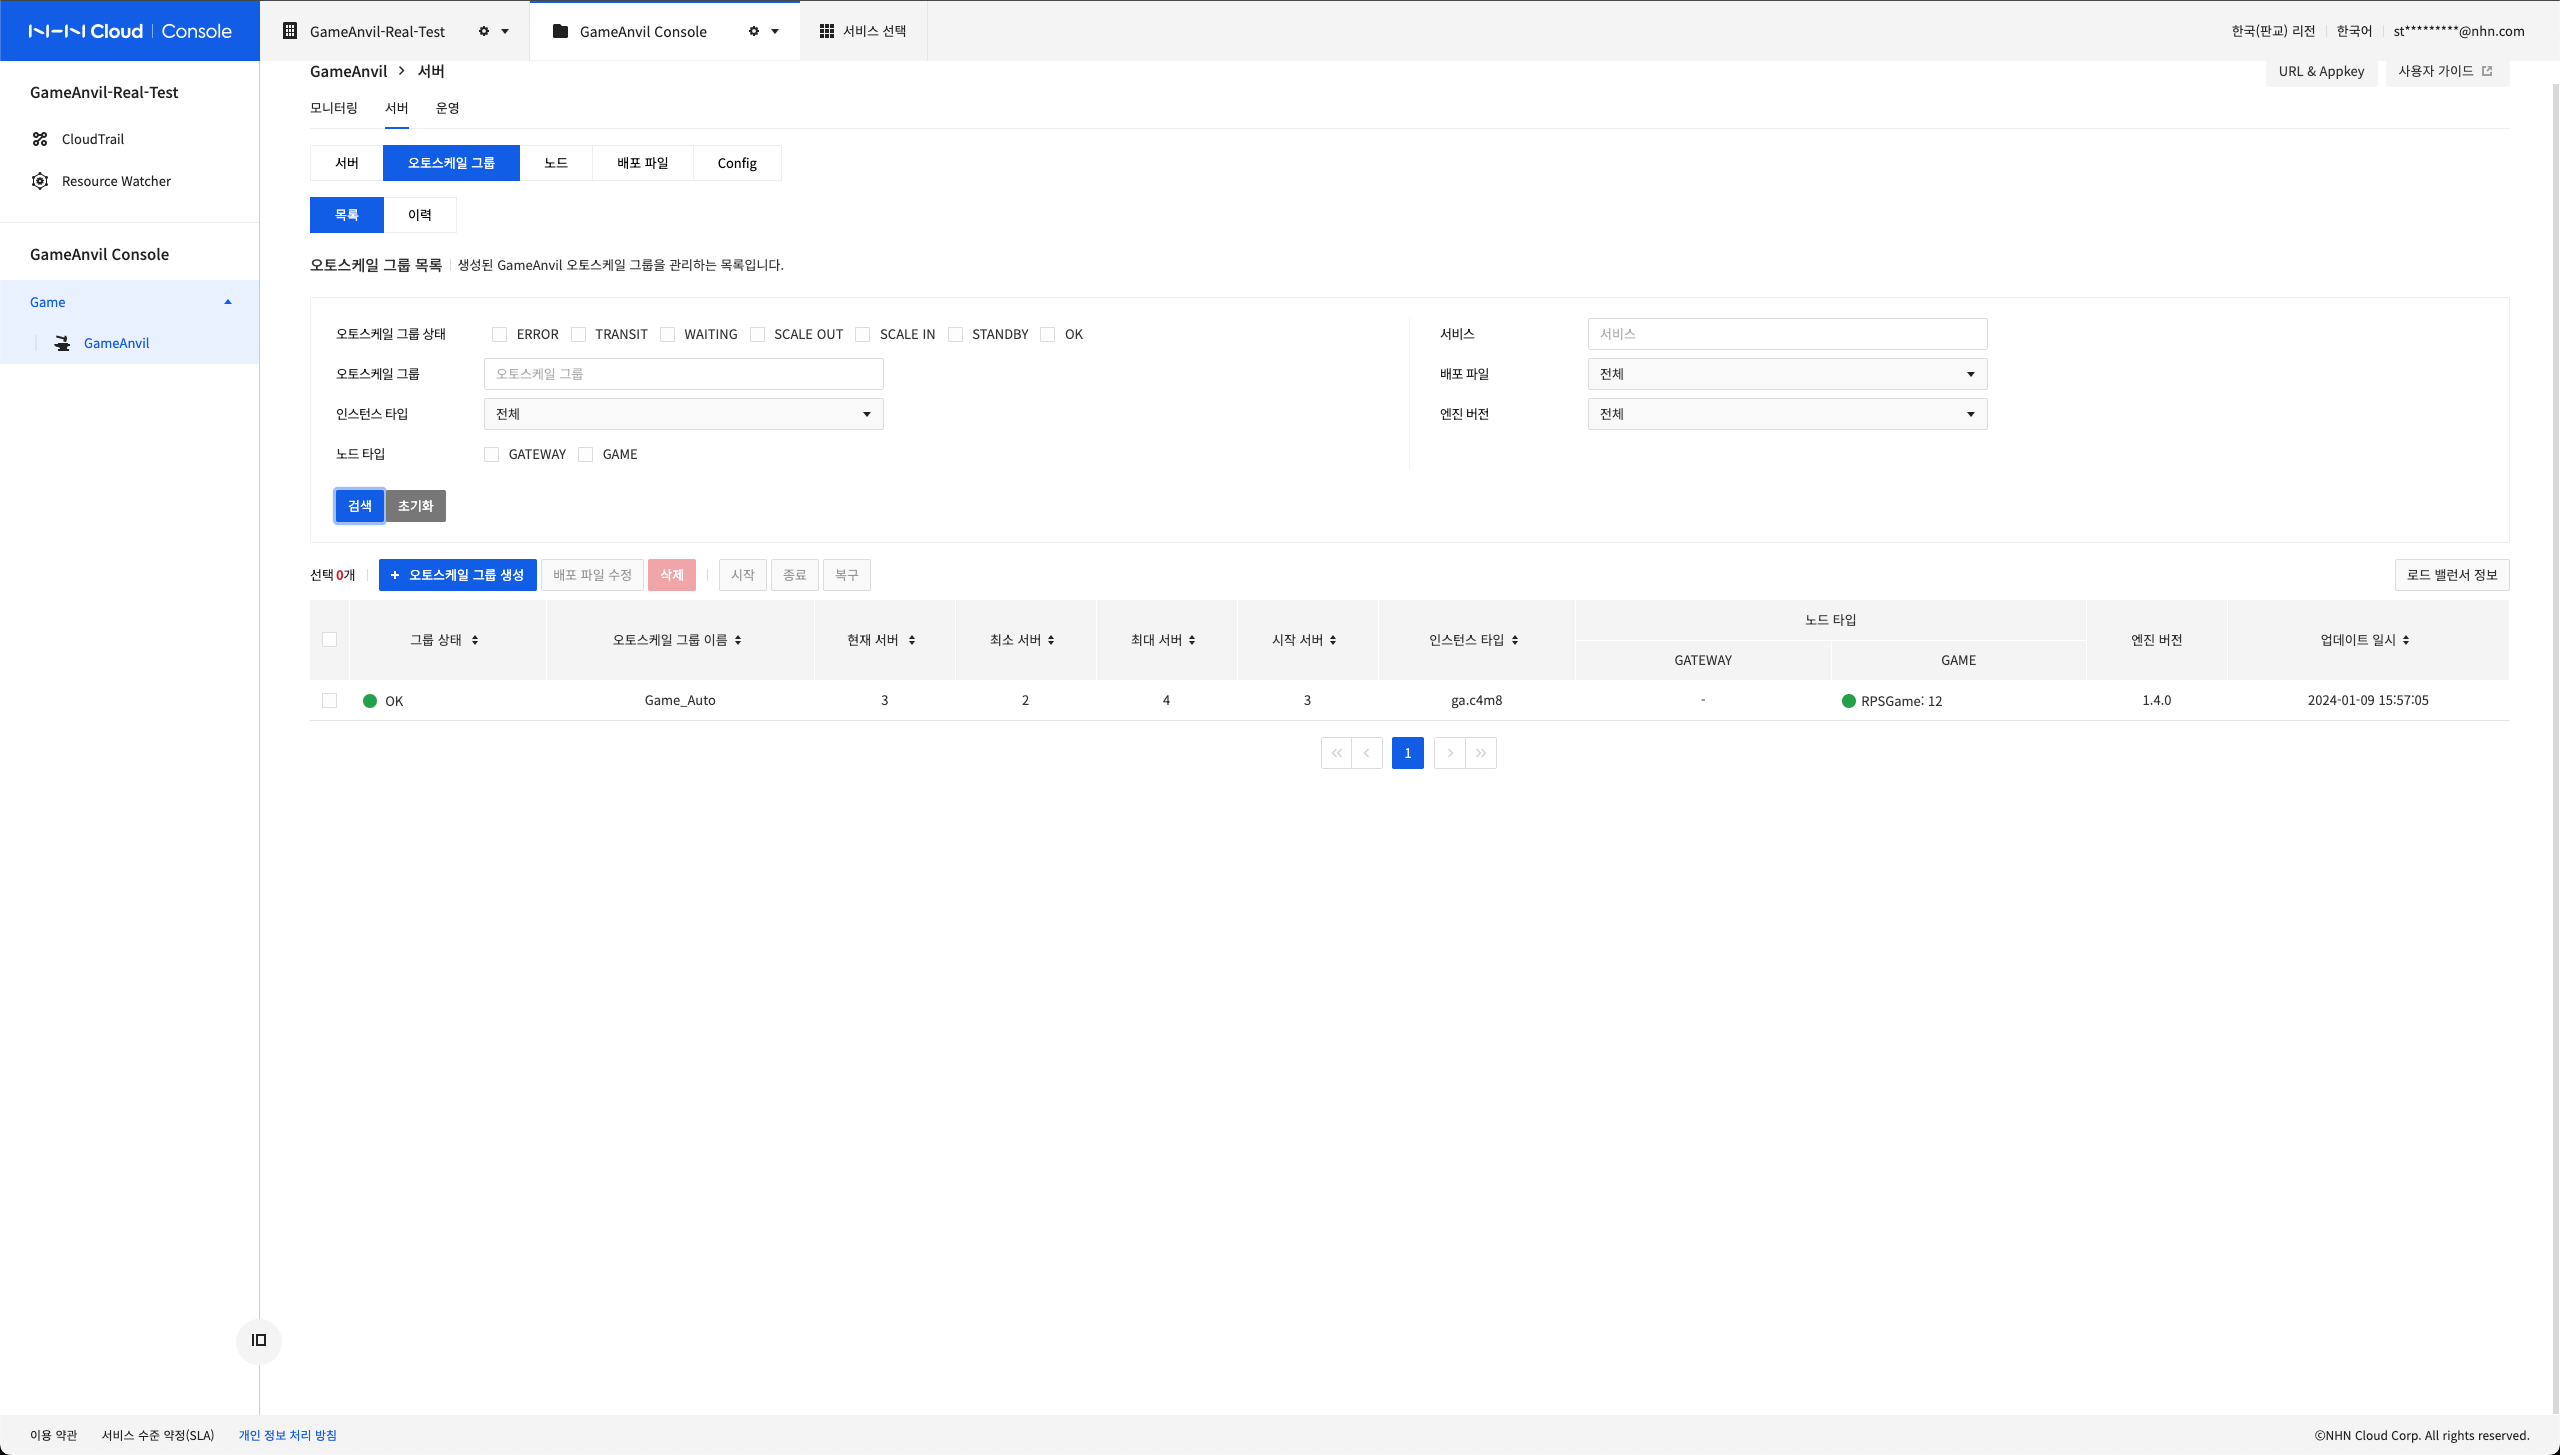 NHN Cloud Console
GameAnvil-Real-Test
GameAnvil Console
서비스 선택
한국(판교) 리전
한국어
st*********@nhn.com
GameAnvil-Real-Test
CloudTrail
Resource Watcher
GameAnvil Console
Game
GameAnvil
GameAnvil > 서버
URL & Appkey
사용자 가이드
모니터링 서버 운영
서버 오토스케일 그룹 노드 배포 파일 Config
목록 이력
오토스케일 그룹 목록 생성된 GameAnvil 오토스케일 그룹을 관리하는 목록입니다.
오토스케일 그룹 상태 ERROR TRANSIT WAITING SCALE OUT SCALE IN STANDBY OK
서비스 서비스
오토스케일 그룹 오토스케일 그룹
배포 파일 전체
인스턴스 타입 전체
엔진 버전 전체
노드 타입 GATEWAY GAME
검색 초기화
선택 0개 + 오토스케일 그룹 생성 배포 파일 수정 삭제 시작 종료 복구 로드 밸런서 정보
그룹 상태 오토스케일 그룹 이름 현재 서버 최소 서버 최대 서버 시작 서버 인스턴스 타입 노드 타입 엔진 버전 업데이트 일시
GATEWAY GAME
OK Game_Auto 3 2 4 3 ga.c4m8 - RPSGame: 12 1.4.0 2024-01-09 15:57:05
1
이용 약관 서비스 수준 약정(SLA) 개인 정보 처리 방침
©NHN Cloud Corp. All rights reserved.